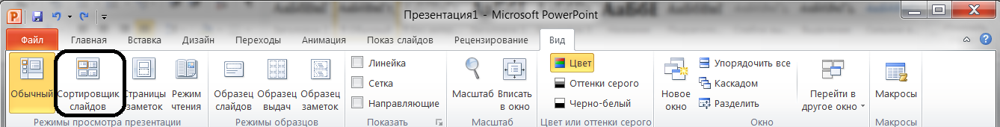 Презентация1 - Microsoft PowerPoint
Файл Главная Вставка Дизайн Переходы Анимация Показ слайдов Рецензирование Вид
Обычный
Сортировщик слайдов
Страницы заметок
Режим чтения
Режимы просмотра презентации
Образец слайдов
Образец выдач
Образец заметок
Режимы образцов
Линейка
Сетка
Направляющие
Показать
Масштаб
Вписать в окно
Масштаб
Цвет
Оттенки серого
Черно-белый
Цвет или оттенки серого
Новое окно
Упорядочить все
Каскадом
Разделить
Перейти в другое окно
Окно
Макросы
Макросы